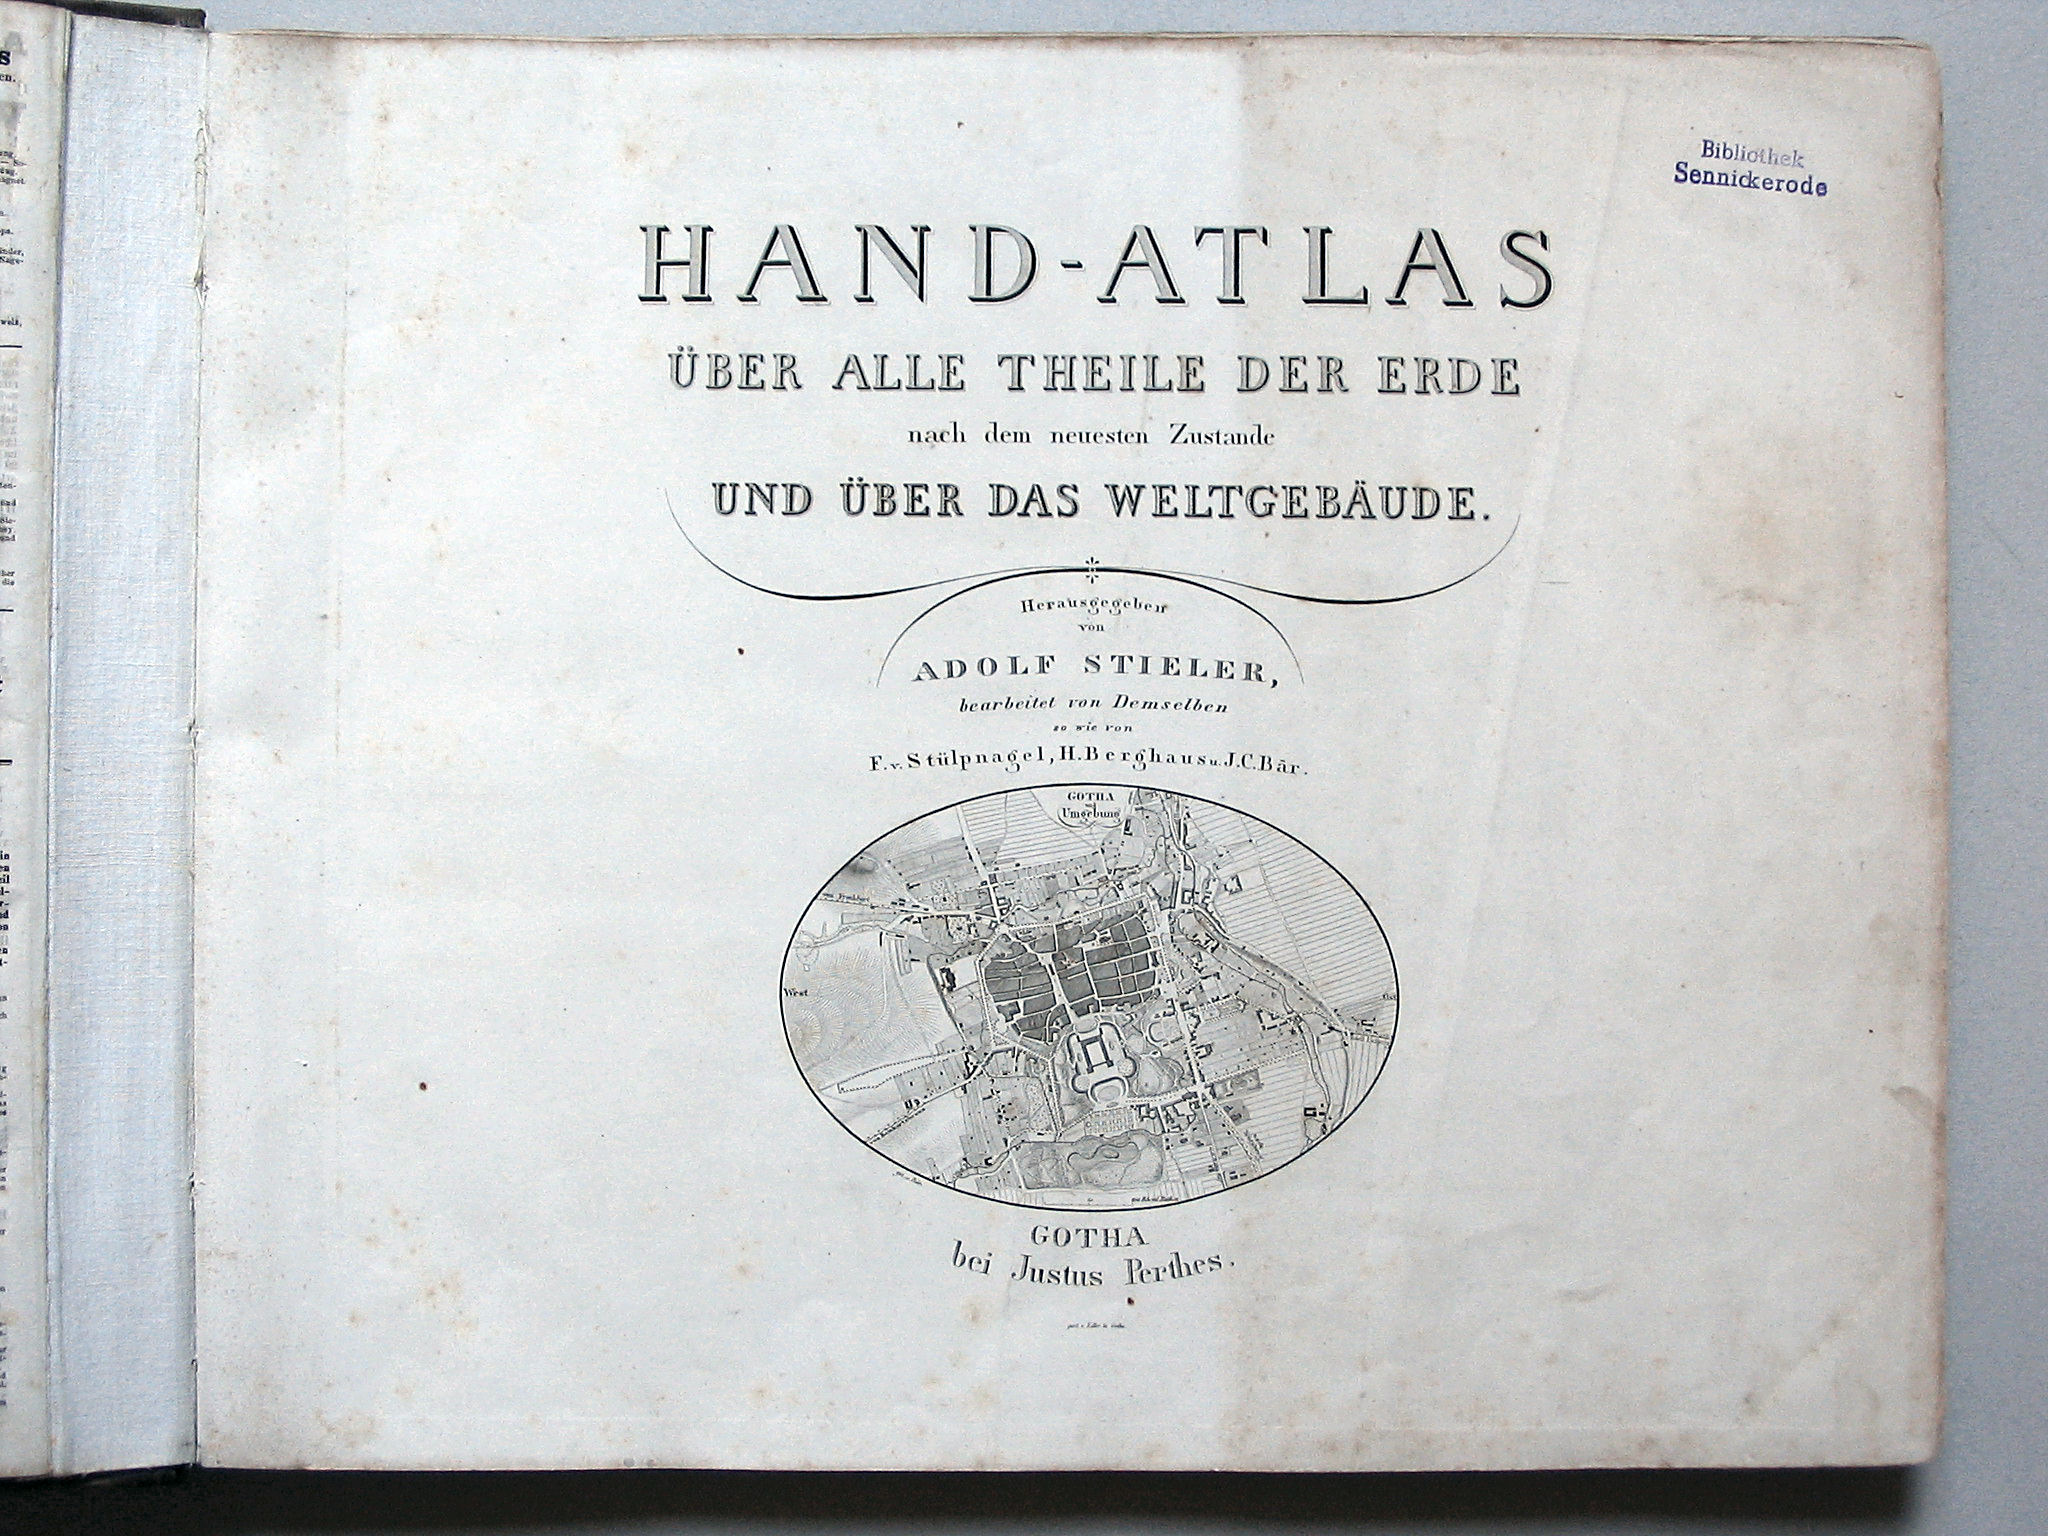 Bibliothek
Sennickerode
HAND-ATLAS
ÜBER ALLE THEILE DER ERDE
nach dem neuesten Zustande
UND ÜBER DAS WELTGEBÄUDE.
Herausgegeben
von
ADOLF STIELER,
bearbeitet von Demselben
so wie von
F. v. Stülpnagel, H. Berghaus u. J.C. Bär.
GOTHA
Umgebung
West
Ost
GOTHA
bei Justus Perthes.